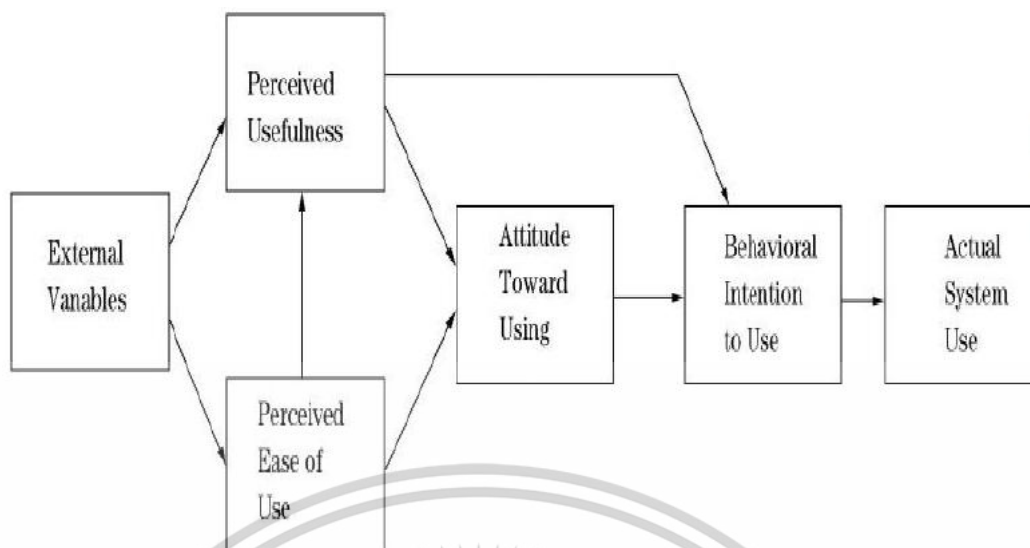 Perceived
Usefulness
External
Vanables
Perceived
Ease of
Use
Attitude
Toward
Using
Behavioral
Intention
to Use
Actual
System
Use